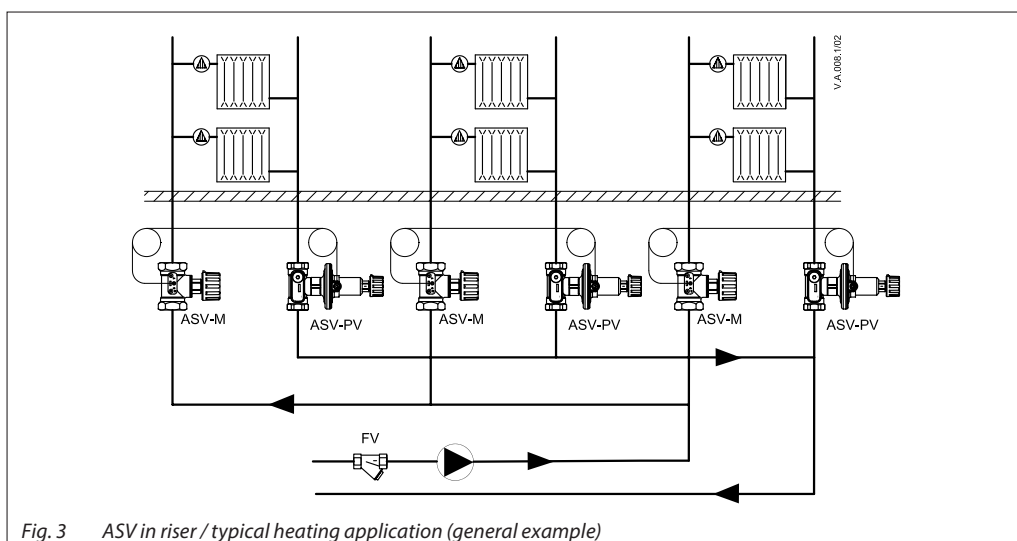 V.A.008.1/02
ASV-M
ASV-PV
ASV-M
ASV-PV
ASV-M
ASV-PV
FV
Fig. 3 ASV in riser / typical heating application (general example)